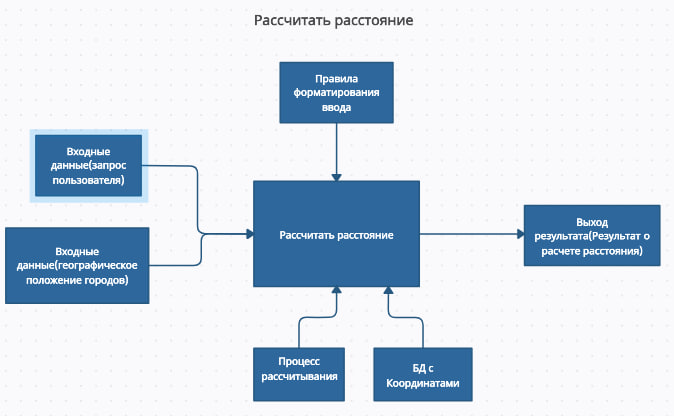 Рассчитать расстояние
Правила
форматирования
ввода
Входные
данные(запрос
пользователя)
Рассчитать расстояние
Выход
результата(Результат о
расчете расстояния)
Входные
данные(географическое
положение городов)
Процесс
рассчитывания
БД с
Координатами